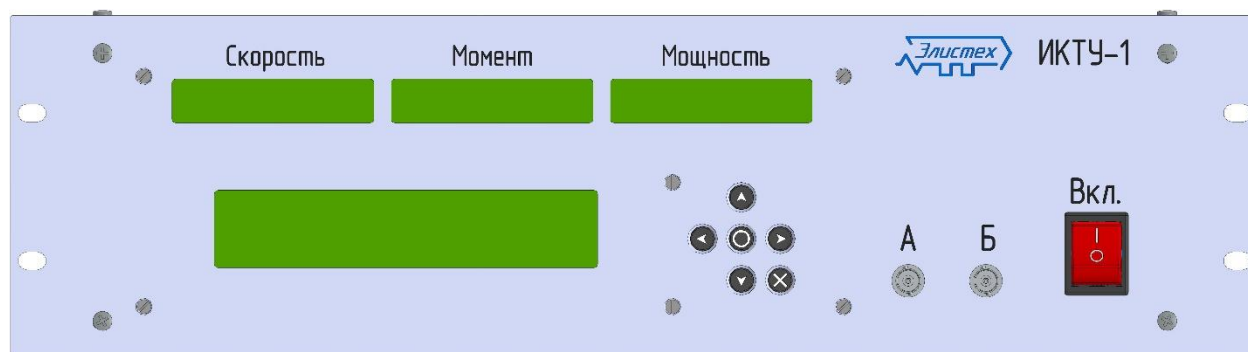 Скорость
Момент
Мощность
Элистех
ИКТУ-1
Вкл.
А
Б